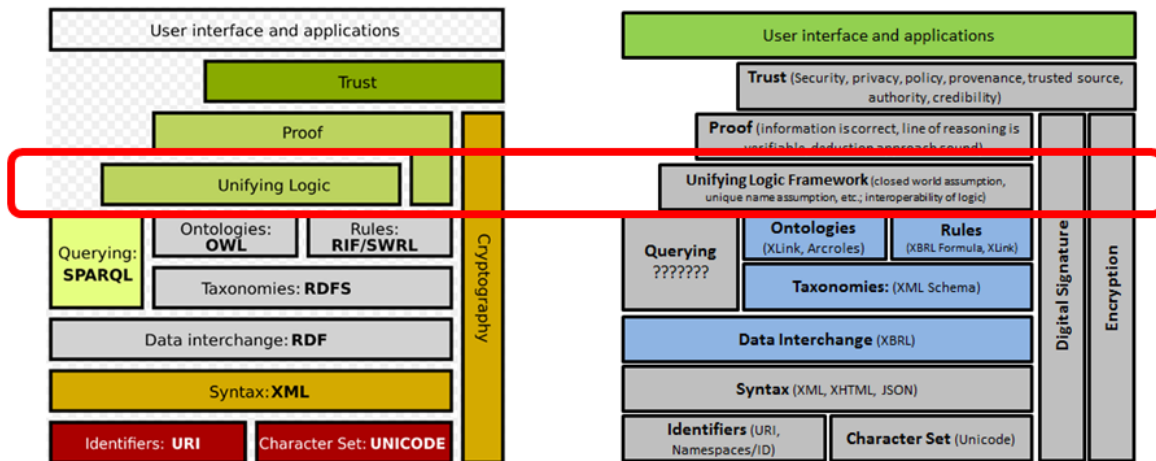 User interface and applications
Trust
Proof
Unifying Logic
Querying:
SPARQL
Ontologies:
OWL
Rules:
RIF/SWRL
Taxonomies: RDFS
Data interchange: RDF
Syntax: XML
Identifiers: URI
Character Set: UNICODE
Cryptography
User interface and applications
Trust (Security, privacy, policy, provenance, trusted source,
authority, credibility)
Proof (information is correct, line of reasoning is
verifiable, deduction approach sound)
Unifying Logic Framework (closed world assumption,
unique name assumption, etc.; interoperability of logic)
Querying
???????
Ontologies
(XLink, Arcroles)
Rules
(XBRL Formula, XLink)
Taxonomies: (XML Schema)
Data Interchange (XBRL)
Syntax (XML, XHTML, JSON)
Identifiers (URI,
Namespaces/ID)
Character Set (Unicode)
Digital Signature
Encryption